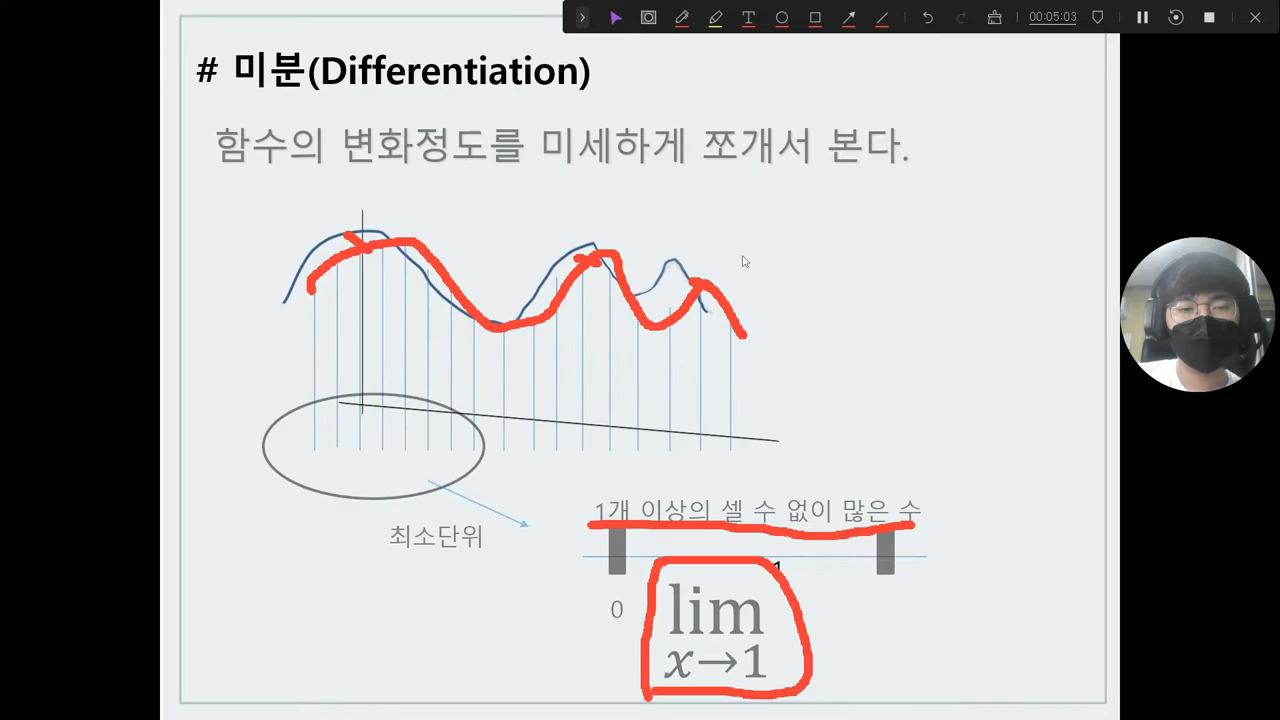 00:05:03
# 미분(Differentiation)
함수의 변화정도를 미세하게 쪼개서 본다.
1개 이상의 셀 수 없이 많은 수
최소단위
1
0
lim
x→1